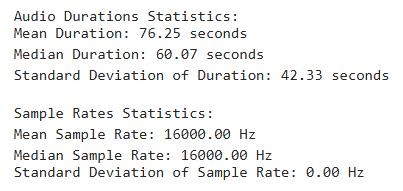 Audio Durations Statistics:
Mean Duration: 76.25 seconds
Median Duration: 60.07 seconds
Standard Deviation of Duration: 42.33 seconds
Sample Rates Statistics:
Mean Sample Rate: 16000.00 Hz
Median Sample Rate: 16000.00 Hz
Standard Deviation of Sample Rate: 0.00 Hz